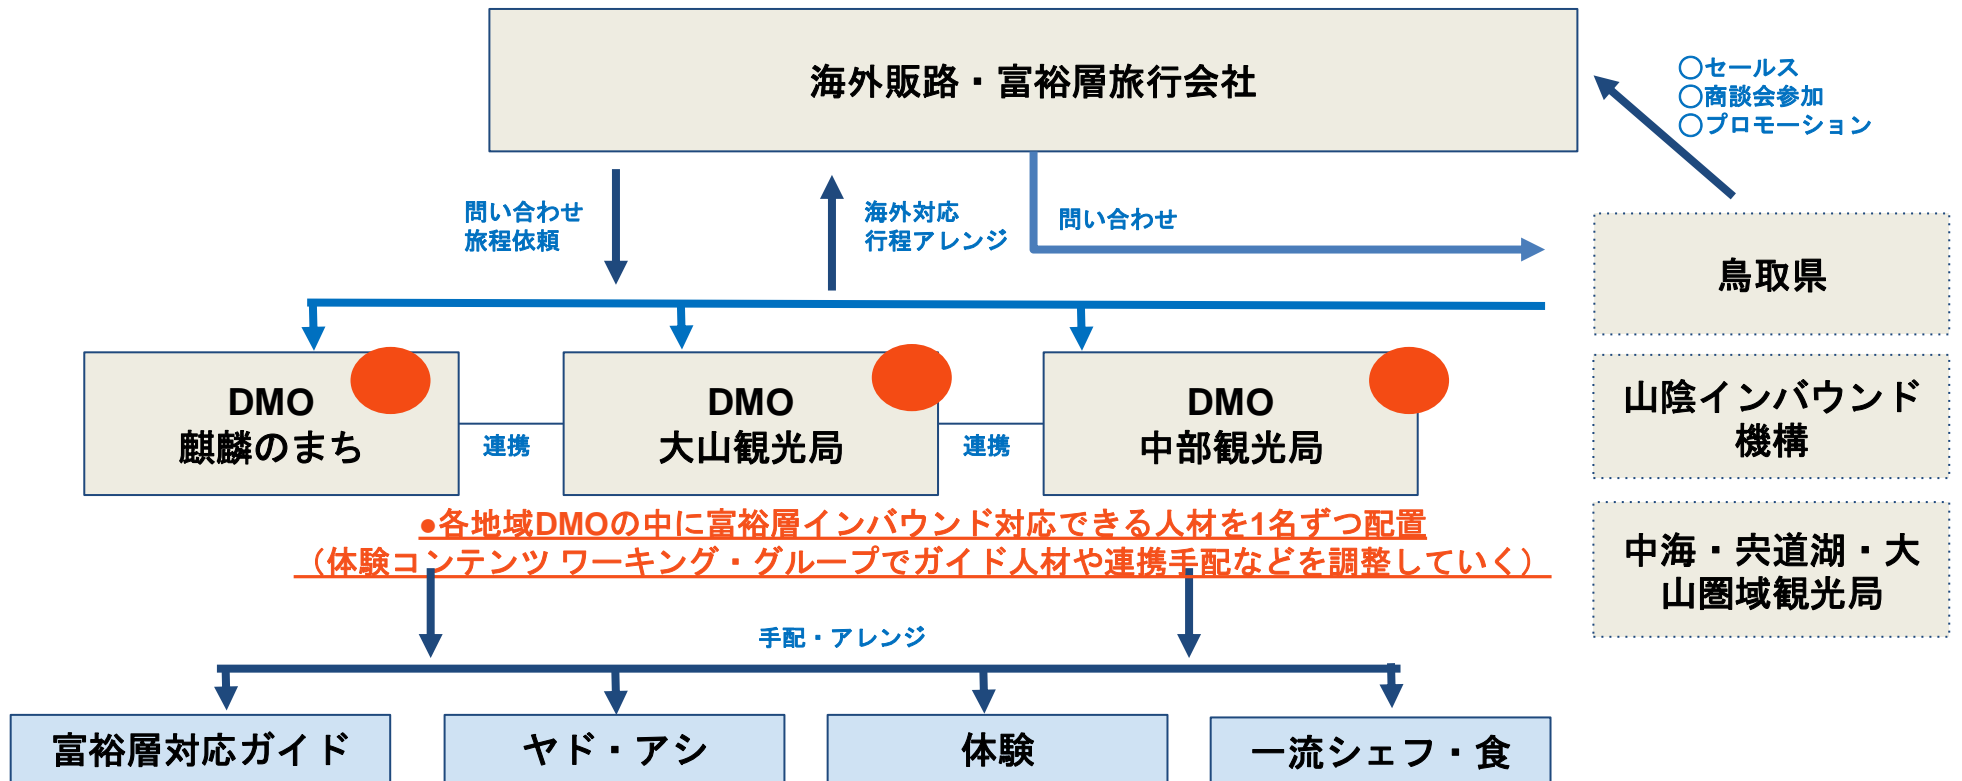 海外販路・富裕層旅行会社
〇セールス
〇商談会参加
〇プロモーション
問い合わせ
旅程依頼
海外対応
行程アレンジ
問い合わせ
鳥取県
DMO
麒麟のまち
連携
DMO
大山観光局
連携
DMO
中部観光局
山陰インバウンド
機構
●各地域DMOの中に富裕層インバウンド対応できる人材を1名ずつ配置
（体験コンテンツ ワーキング・グループでガイド人材や連携手配などを調整していく）
中海・宍道湖・大
山圏域観光局
手配・アレンジ
富裕層対応ガイド
ヤド・アシ
体験
一流シェフ・食